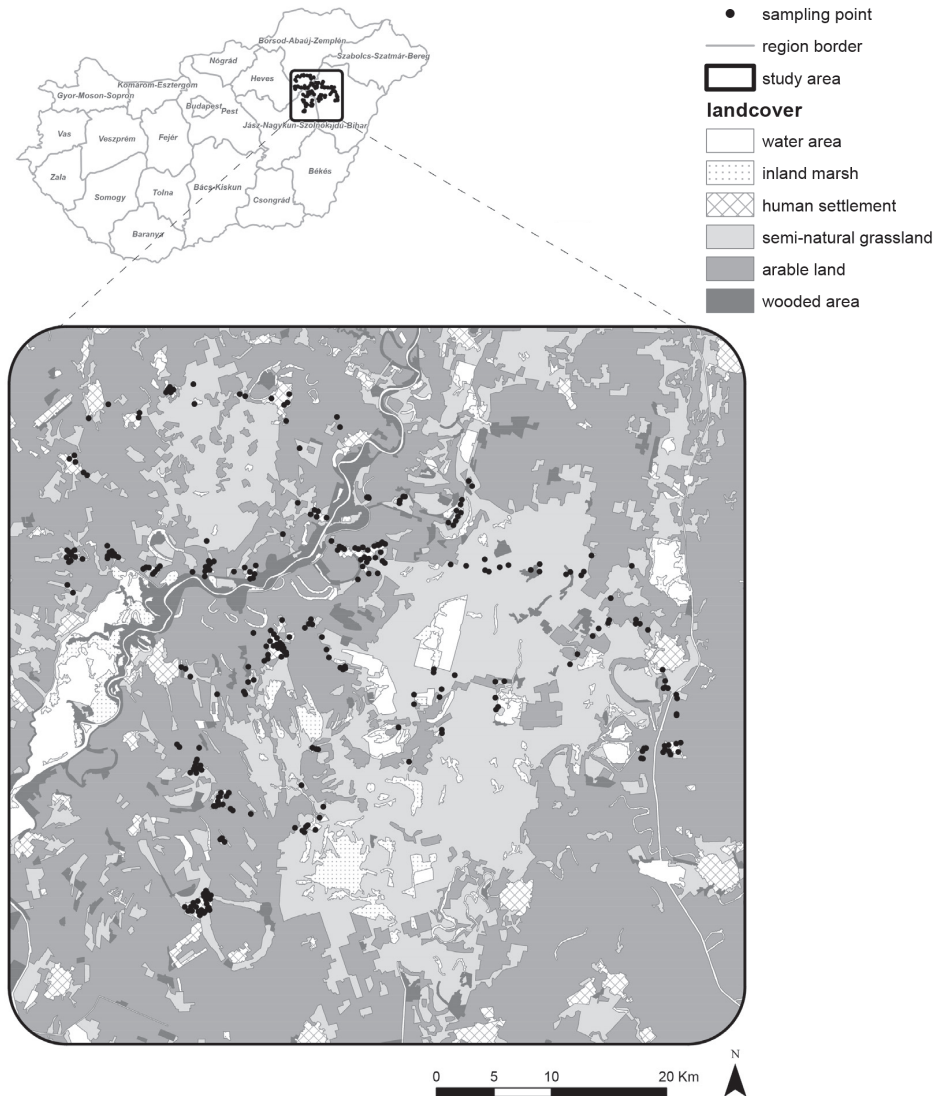 sampling point
region border
study area
landcover
water area
inland marsh
human settlement
semi-natural grassland
arable land
wooded area
Borsod-Abaúj-Zemplén
Szabolcs-Szatmár-Bereg
Nógrád
Heves
Komárom-Esztergom
Gyor-Moson-Sopron
Budapest
Pest
Jász-Nagykun-Szolnok
jdú-Bihar
Vas
Veszprém
Fejér
Békés
Zala
Somogy
Tolna
Bács-Kiskun
Csongrád
Baranya
N
0 5 10 20 Km